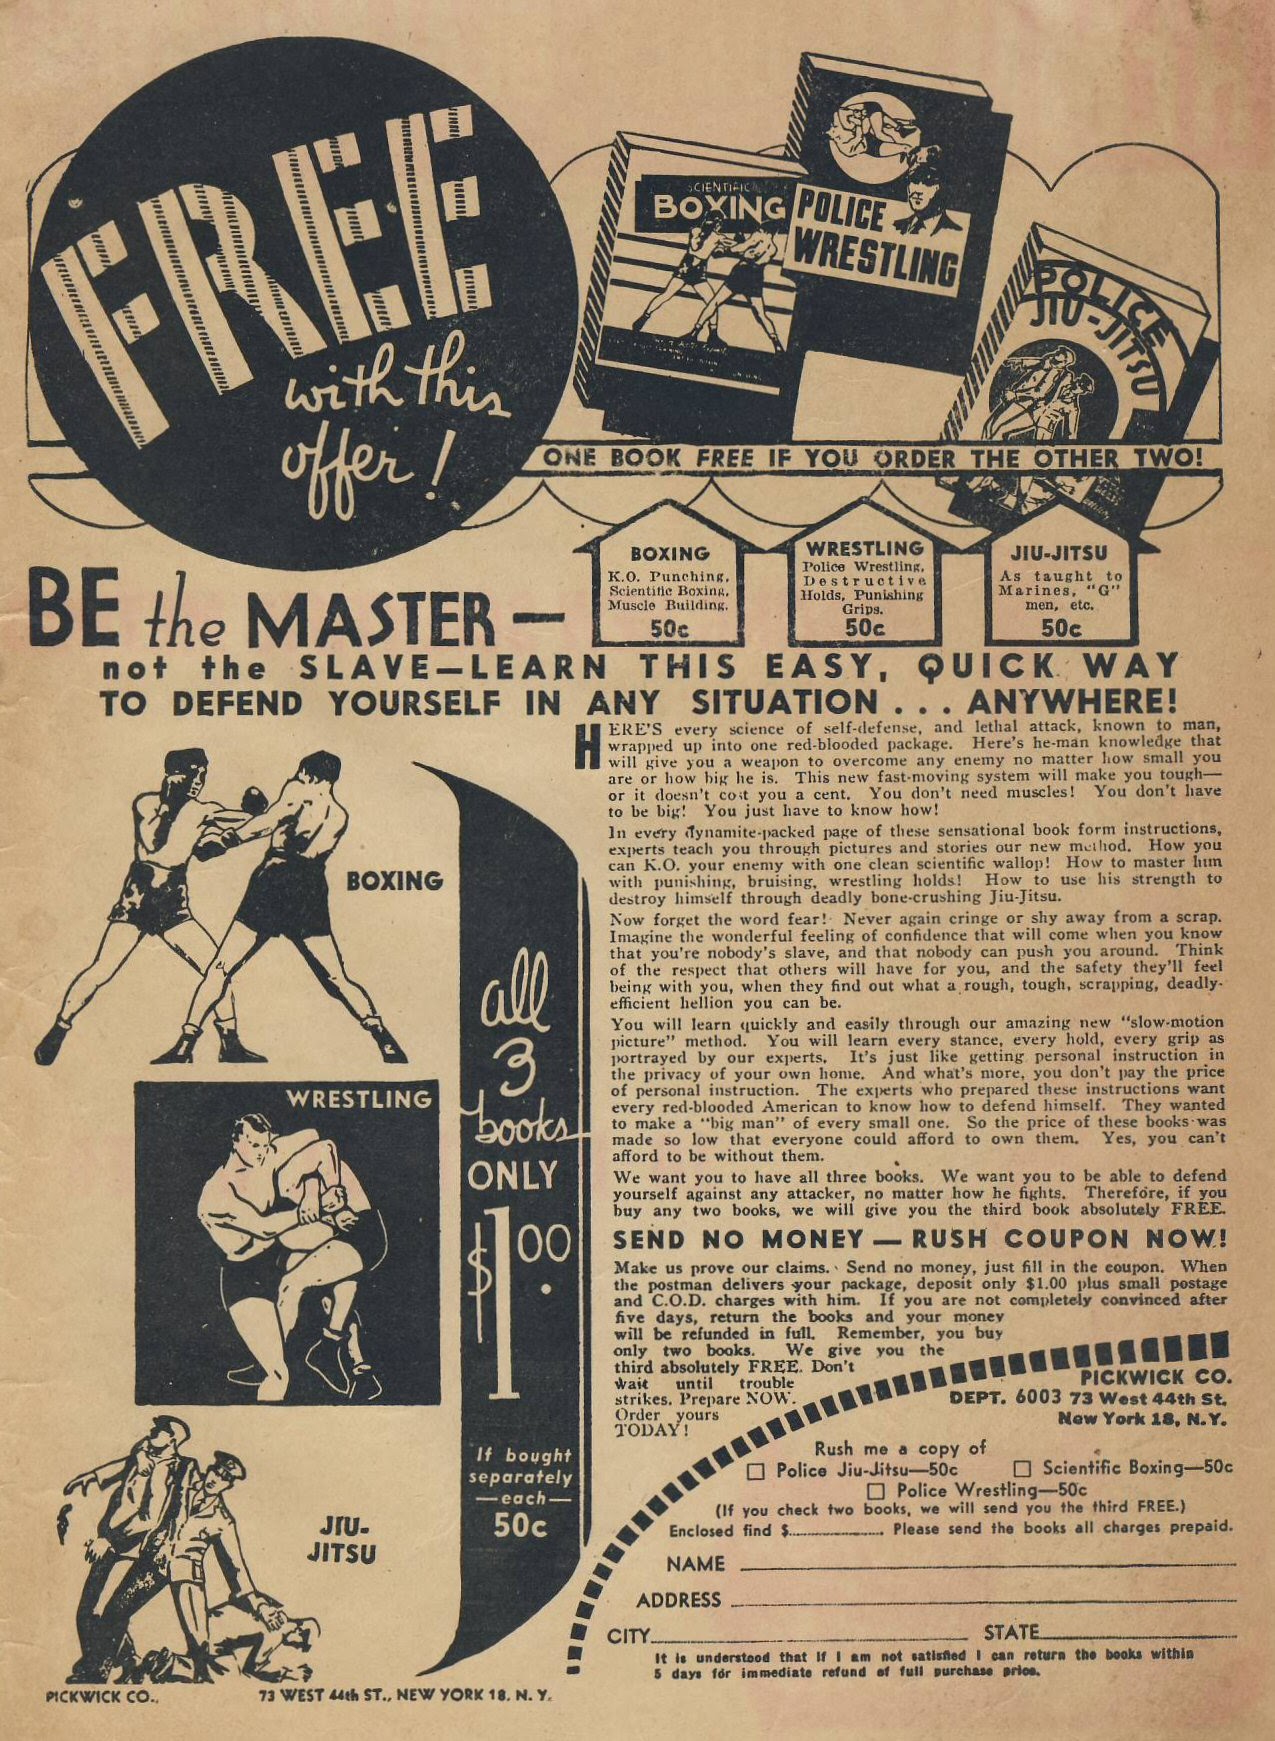 FREE
with this
offer!
SCIENTIFIC
BOXING
POLICE
WRESTLING
POLICE
JIU-JITSU
ONE BOOK FREE IF YOU ORDER THE OTHER TWO!
BOXING
K.O. Punching,
Scientific Boxing,
Muscle Building.
50c
WRESTLING
Police Wrestling,
Destructive
Holds, Punishing
Grips.
50c
JIU-JITSU
As taught to
Marines, "G"
men, etc.
50c
BE the MASTER —
not the SLAVE—LEARN THIS EASY, QUICK WAY
TO DEFEND YOURSELF IN ANY SITUATION . . . ANYWHERE!
HERE'S every science of self-defense, and lethal attack, known to man,
wrapped up into one red-blooded package. Here's he-man knowledge that
will give you a weapon to overcome any enemy no matter how small you
are or how big he is. This new fast-moving system will make you tough—
or it doesn't cost you a cent. You don't need muscles! You don't have
to be big! You just have to know how!
In every dynamite-packed page of these sensational book form instructions,
experts teach you through pictures and stories our new method. How you
can K.O. your enemy with one clean scientific wallop! How to master him
with punishing, bruising, wrestling holds! How to use his strength to
destroy himself through deadly bone-crushing Jiu-Jitsu.
Now forget the word fear! Never again cringe or shy away from a scrap.
Imagine the wonderful feeling of confidence that will come when you know
that you're nobody's slave, and that nobody can push you around. Think
of the respect that others will have for you, and the safety they'll feel
being with you, when they find out what a rough, tough, scrapping, deadly-
efficient hellion you can be.
You will learn quickly and easily through our amazing new "slow-motion
picture" method. You will learn every stance, every hold, every grip as
portrayed by our experts. It's just like getting personal instruction in
the privacy of your own home. And what's more, you don't pay the price
of personal instruction. The experts who prepared these instructions want
every red-blooded American to know how to defend himself. They wanted
to make a "big man" of every small one. So the price of these books was
made so low that everyone could afford to own them. Yes, you can't
afford to be without them.
We want you to have all three books. We want you to be able to defend
yourself against any attacker, no matter how he fights. Therefore, if you
buy any two books, we will give you the third book absolutely FREE.
SEND NO MONEY — RUSH COUPON NOW!
Make us prove our claims. Send no money, just fill in the coupon. When
the postman delivers your package, deposit only $1.00 plus small postage
and C.O.D. charges with him. If you are not completely convinced after
five days, return the books and your money
will be refunded in full. Remember, you buy
only two books. We give you the
third absolutely FREE. Don't
wait until trouble
strikes. Prepare NOW.
Order yours
TODAY!
BOXING
WRESTLING
JIU-
JITSU
all
3
books
ONLY
$1.00
If bought
separately
—each—
50c
PICKWICK CO.
DEPT. 6003 73 West 44th St.
New York 18, N.Y.
Rush me a copy of
☐ Police Jiu-Jitsu—50c ☐ Scientific Boxing—50c
☐ Police Wrestling—50c
(If you check two books, we will send you the third FREE.)
Enclosed find $............. Please send the books all charges prepaid.
NAME
ADDRESS
CITY STATE
It is understood that if I am not satisfied I can return the books within
5 days for immediate refund of full purchase price.
PICKWICK CO., 73 WEST 44th ST., NEW YORK 18, N. Y.